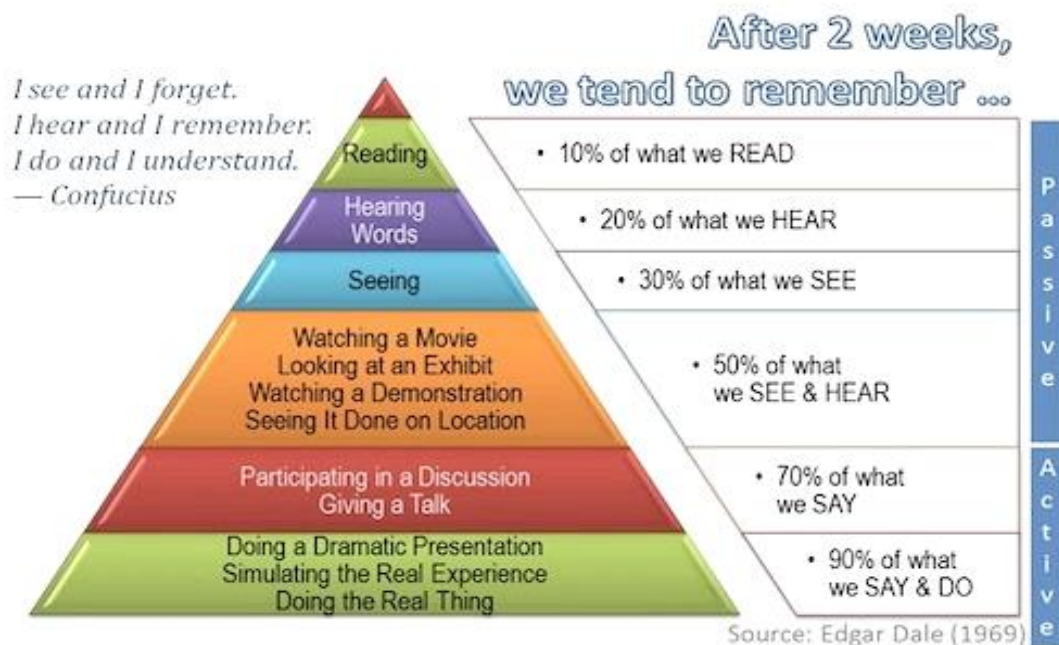 After 2 weeks,
we tend to remember ...
I see and I forget.
I hear and I remember.
I do and I understand.
— Confucius
Reading
• 10% of what we READ
Hearing
Words
• 20% of what we HEAR
Seeing
• 30% of what we SEE
Watching a Movie
Looking at an Exhibit
Watching a Demonstration
Seeing It Done on Location
• 50% of what
we SEE & HEAR
Participating in a Discussion
Giving a Talk
• 70% of what
we SAY
Doing a Dramatic Presentation
Simulating the Real Experience
Doing the Real Thing
• 90% of what
we SAY & DO
Passive
Active
Source: Edgar Dale (1969)